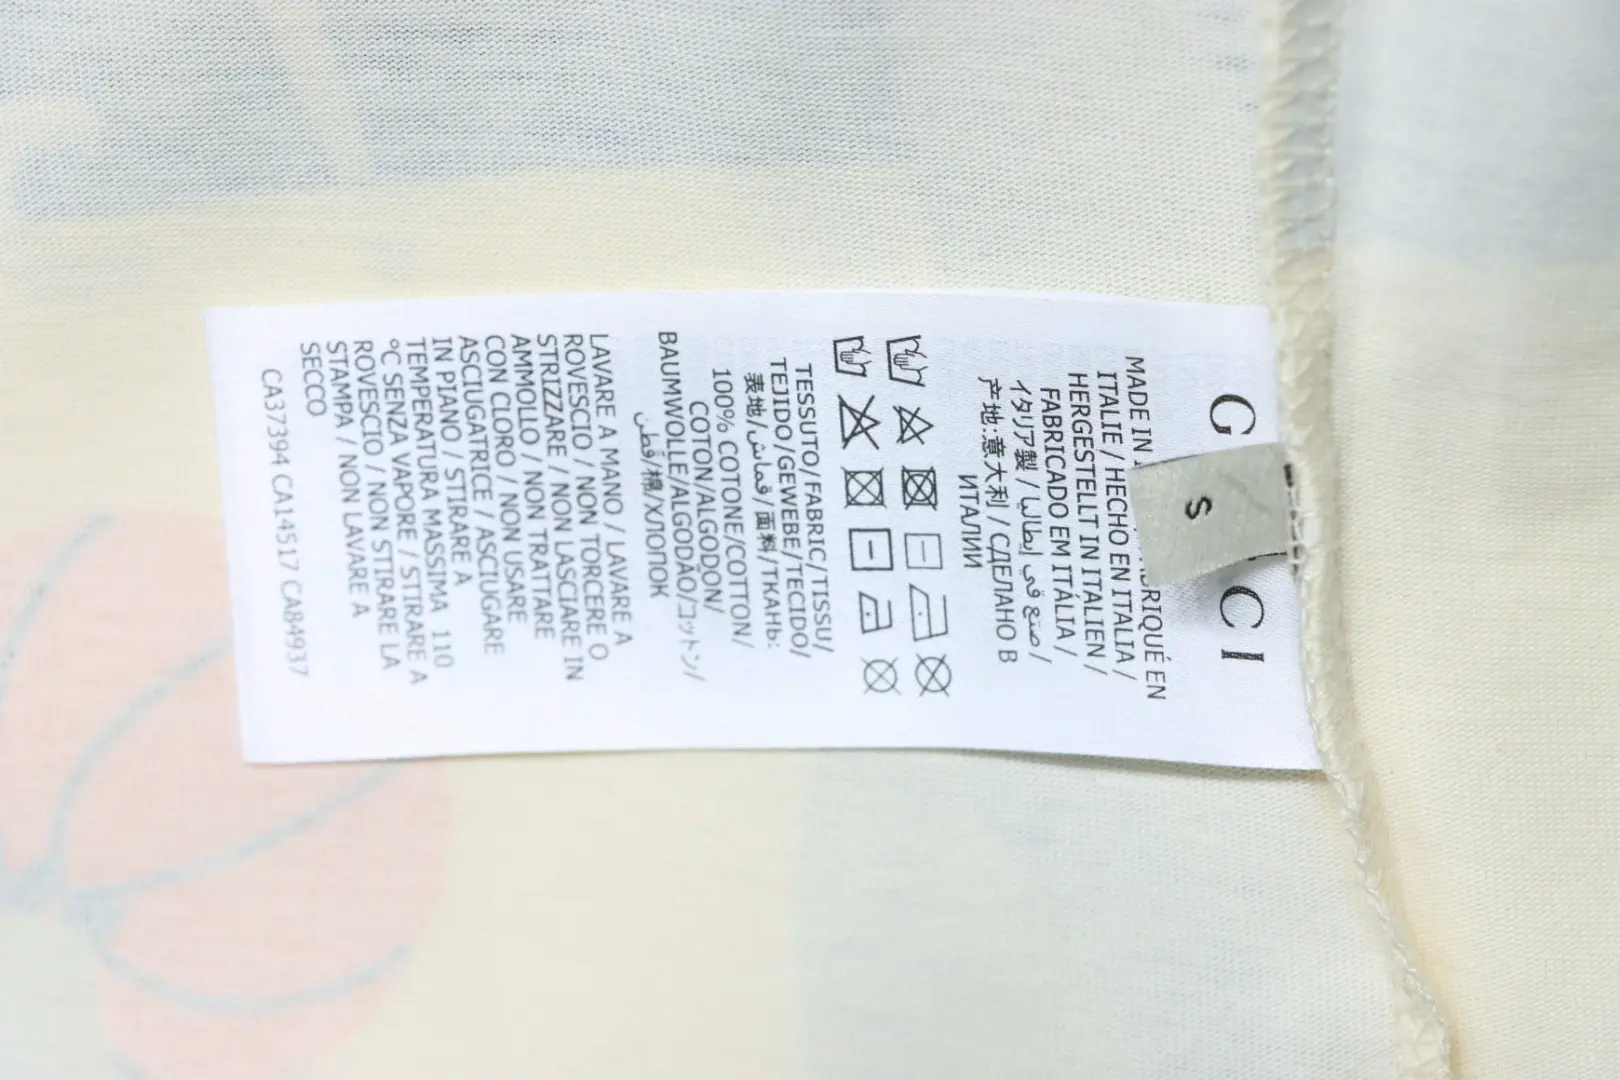 G CCI
S
MADE IN RIQUÉ EN
ITALIE / HECHO EN ITALIA /
HERGESTELLT IN ITALIEN /
FABRICADO EM ITÁLIA /
イタリア製 / صنع في إيطاليا /
产地:意大利 / СДЕЛАНО В
ИТАЛИИ
TESSUTO/FABRIC/TISSU/
TEJIDO/GEWEBE/TECIDO/
表地/قماش/面料/ТКАНЬ:
100% COTONE/COTTON/
COTON/ALGODON/
BAUMWOLLE/ALGODÃO/コットン/
قطن/棉/ХЛОПОК
LAVARE A MANO / LAVARE A
ROVESCIO / NON TORCERE O
STRIZZARE / NON LASCIARE IN
AMMOLLO / NON TRATTARE
CON CLORO / NON USARE
ASCIUGATRICE / ASCIUGARE
IN PIANO / STIRARE A
TEMPERATURA MASSIMA 110
°C SENZA VAPORE / STIRARE A
ROVESCIO / NON STIRARE LA
STAMPA / NON LAVARE A
SECCO
CA37394 CA14517 CA84937